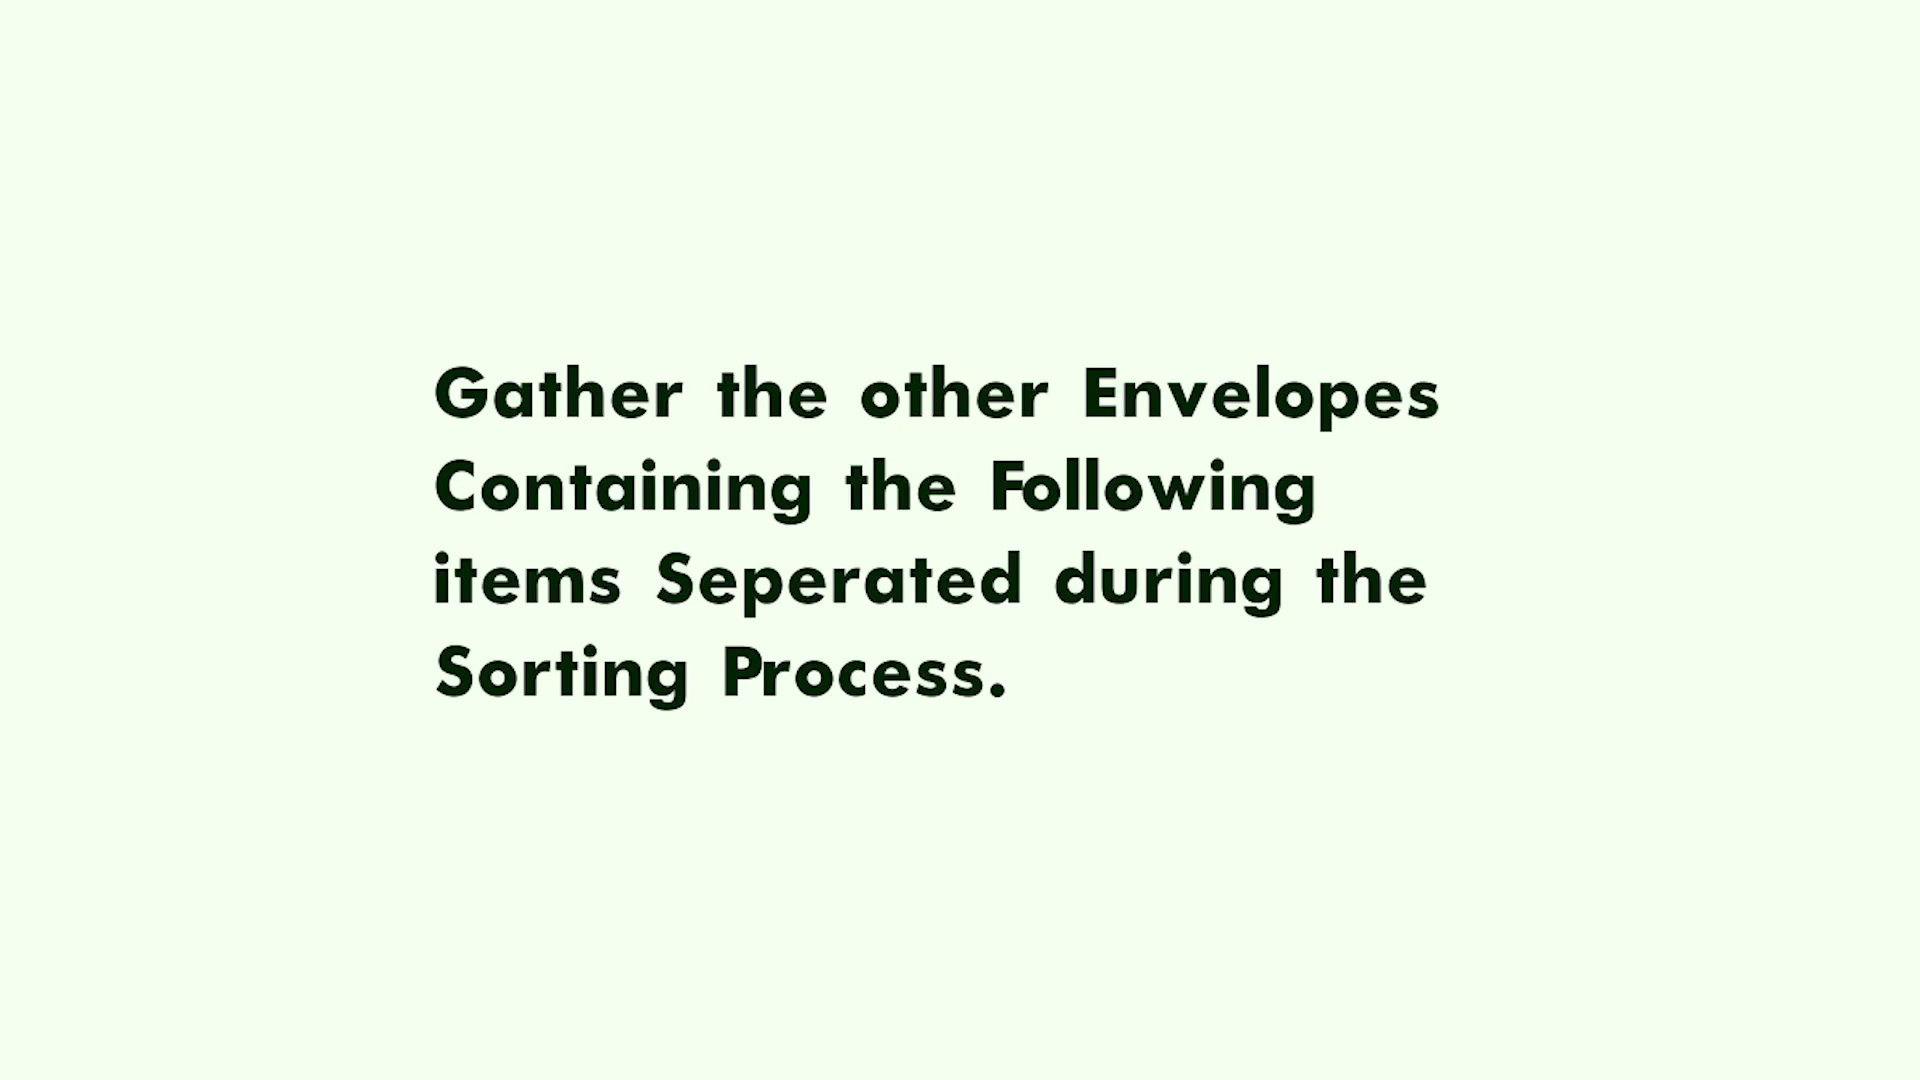 Gather the other Envelopes
Containing the Following
items Seperated during the
Sorting Process.